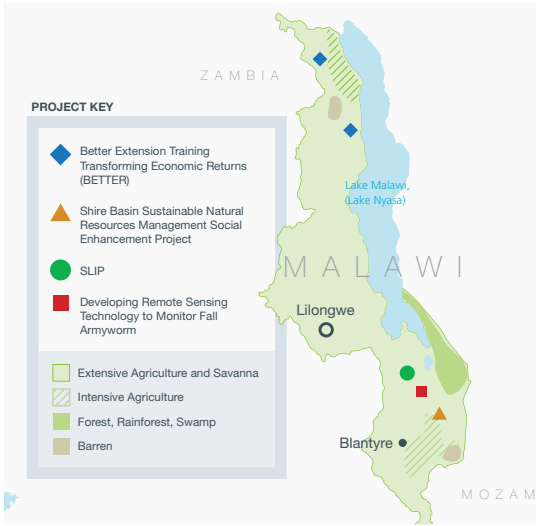 ZAMBIA
PROJECT KEY
Better Extension Training
Transforming Economic Returns
(BETTER)
Shire Basin Sustainable Natural
Resources Management Social
Enhancement Project
SLIP
Developing Remote Sensing
Technology to Monitor Fall
Armyworm
Extensive Agriculture and Savanna
Intensive Agriculture
Forest, Rainforest, Swamp
Barren
Lake Malawi,
(Lake Nyasa)
MALAWI
Lilongwe
Blantyre
MOZAM